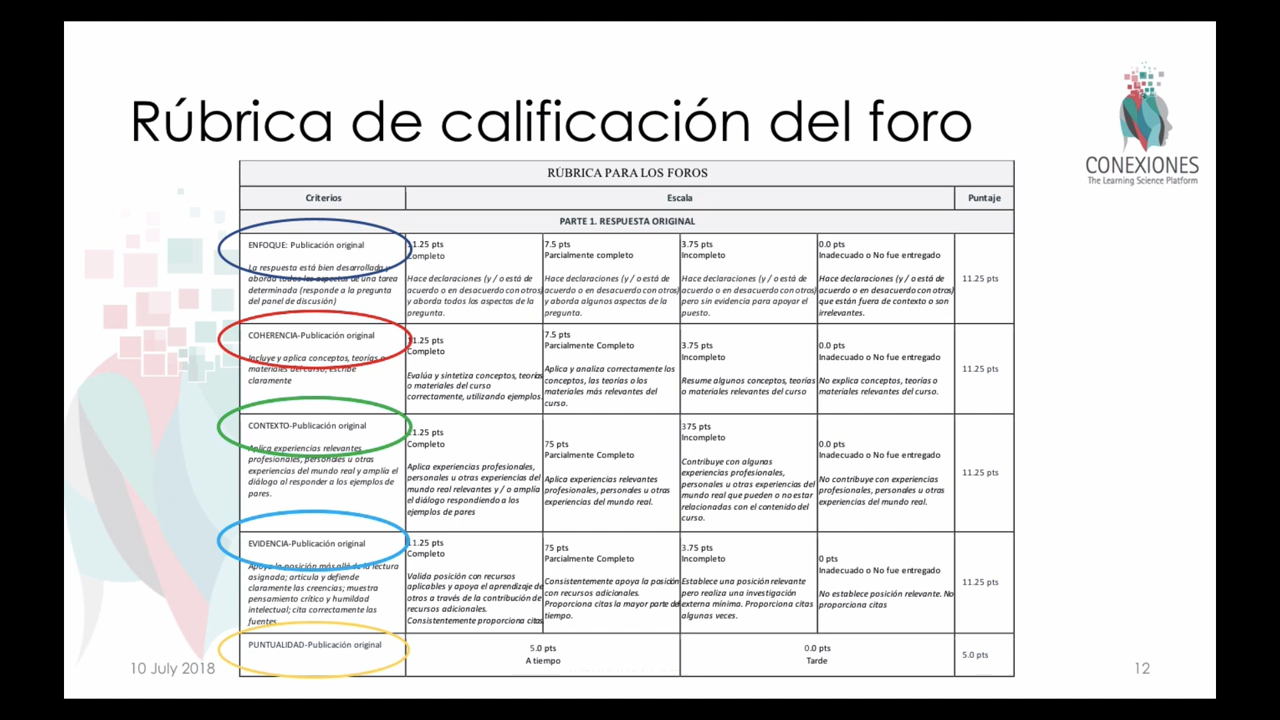 Rúbrica de calificación del foro
CONEXIONES
The Learning Science Platform
RÚBRICA PARA LOS FOROS
Criterios
Escala
Puntaje
PARTE 1. RESPUESTA ORIGINAL
ENFOQUE: Publicación original
La respuesta está bien desarrollada y
aborda todos los aspectos de una tarea
determinada (responde a la pregunta
del panel de discusión)
11.25 pts
Completo
Hace declaraciones (y / o está de
acuerdo o en desacuerdo con otros)
y aborda todos los aspectos de la
pregunta.
7.5 pts
Parcialmente completo
Hace declaraciones (y / o está de
acuerdo o en desacuerdo con otros)
y aborda algunos aspectos de la
pregunta.
3.75 pts
Incompleto
Hace declaraciones (y / o está de
acuerdo o en desacuerdo con otros)
pero sin evidencia para apoyar el
puesto.
0.0 pts
Inadecuado o No fue entregado
Hace declaraciones (y / o está de
acuerdo o en desacuerdo con otros)
que están fuera de contexto o son
irrelevantes.
11.25 pts
COHERENCIA-Publicación original
Incluye y aplica conceptos, teorías o
materiales del curso; escribe
claramente
11.25 pts
Completo
Evalúa y sintetiza conceptos, teorías
o materiales del curso
correctamente, utilizando ejemplos.
7.5 pts
Parcialmente Completo
Aplica y analiza correctamente los
conceptos, las teorías o los
materiales más relevantes del
curso.
3.75 pts
Incompleto
Resume algunos conceptos, teorías
o materiales relevantes del curso
0.0 pts
Inadecuado o No fue entregado
No explica conceptos, teorías o
materiales relevantes del curso.
11.25 pts
CONTEXTO-Publicación original
Aplica experiencias relevantes
profesionales, personales u otras
experiencias del mundo real y amplía el
diálogo al responder a los ejemplos de
pares.
11.25 pts
Completo
Aplica experiencias profesionales,
personales u otras experiencias del
mundo real relevantes y / o amplía
el diálogo respondiendo a los
ejemplos de pares
75 pts
Parcialmente Completo
Aplica experiencias relevantes
profesionales, personales u otras
experiencias del mundo real.
375 pts
Incompleto
Contribuye con algunas
experiencias profesionales,
personales u otras experiencias del
mundo real que pueden o no estar
relacionadas con el contenido del
curso.
0.0 pts
Inadecuado o No fue entregado
No contribuye con experiencias
profesionales, personales u otras
experiencias del mundo real.
11.25 pts
EVIDENCIA-Publicación original
Apoya la posición más allá de la lectura
asignada; articula y defiende
claramente las creencias; muestra
pensamiento crítico y humildad
intelectual; cita correctamente las
fuentes
11.25 pts
Completo
Valida posición con recursos
aplicables y apoya el aprendizaje de
otros a través de la contribución de
recursos adicionales.
Consistentemente proporciona citas
75 pts
Parcialmente Completo
Consistentemente apoya la posición
con recursos adicionales.
Proporciona citas la mayor parte del
tiempo.
3.75 pts
Incompleto
Establece una posición relevante
pero realiza una investigación
externa mínima. Proporciona citas
algunas veces.
0 pts
Inadecuado o No fue entregado
No establece posición relevante. No
proporciona citas
11.25 pts
PUNTUALIDAD-Publicación original
5.0 pts
A tiempo
0.0 pts
Tarde
5.0 pts
10 July 2018
12